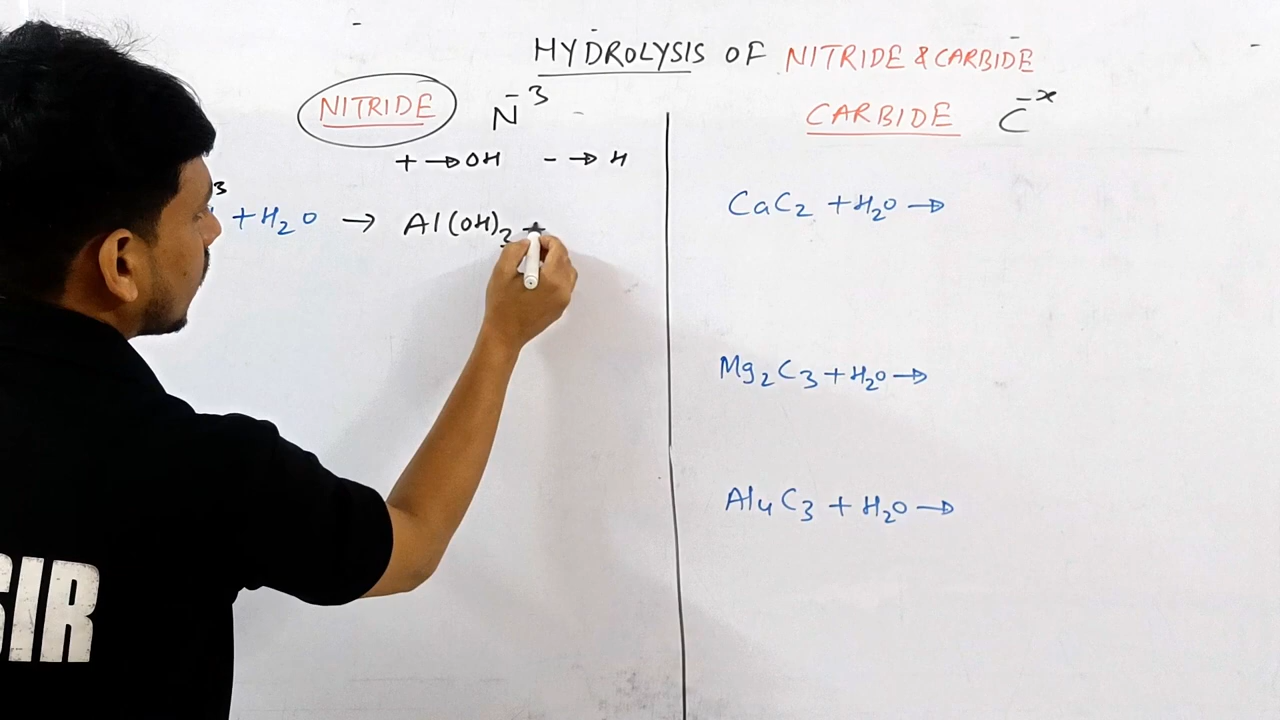 HYDROLYSIS OF NITRIDE & CARBIDE
NITRIDE N⁻³
+ → OH - → H
3
+ H₂O → Al(OH)₃ +
CARBIDE C⁻ˣ
CaC₂ + H₂O →
Mg₂C₃ + H₂O →
Al₄C₃ + H₂O →
SIR